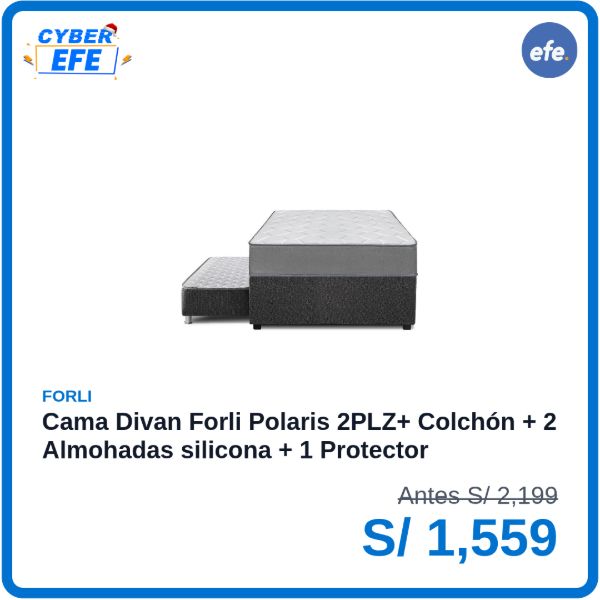 CYBER
EFE
efe.
FORLI
Cama Divan Forli Polaris 2PLZ+ Colchón + 2
Almohadas silicona + 1 Protector
Antes S/ 2,199
S/ 1,559